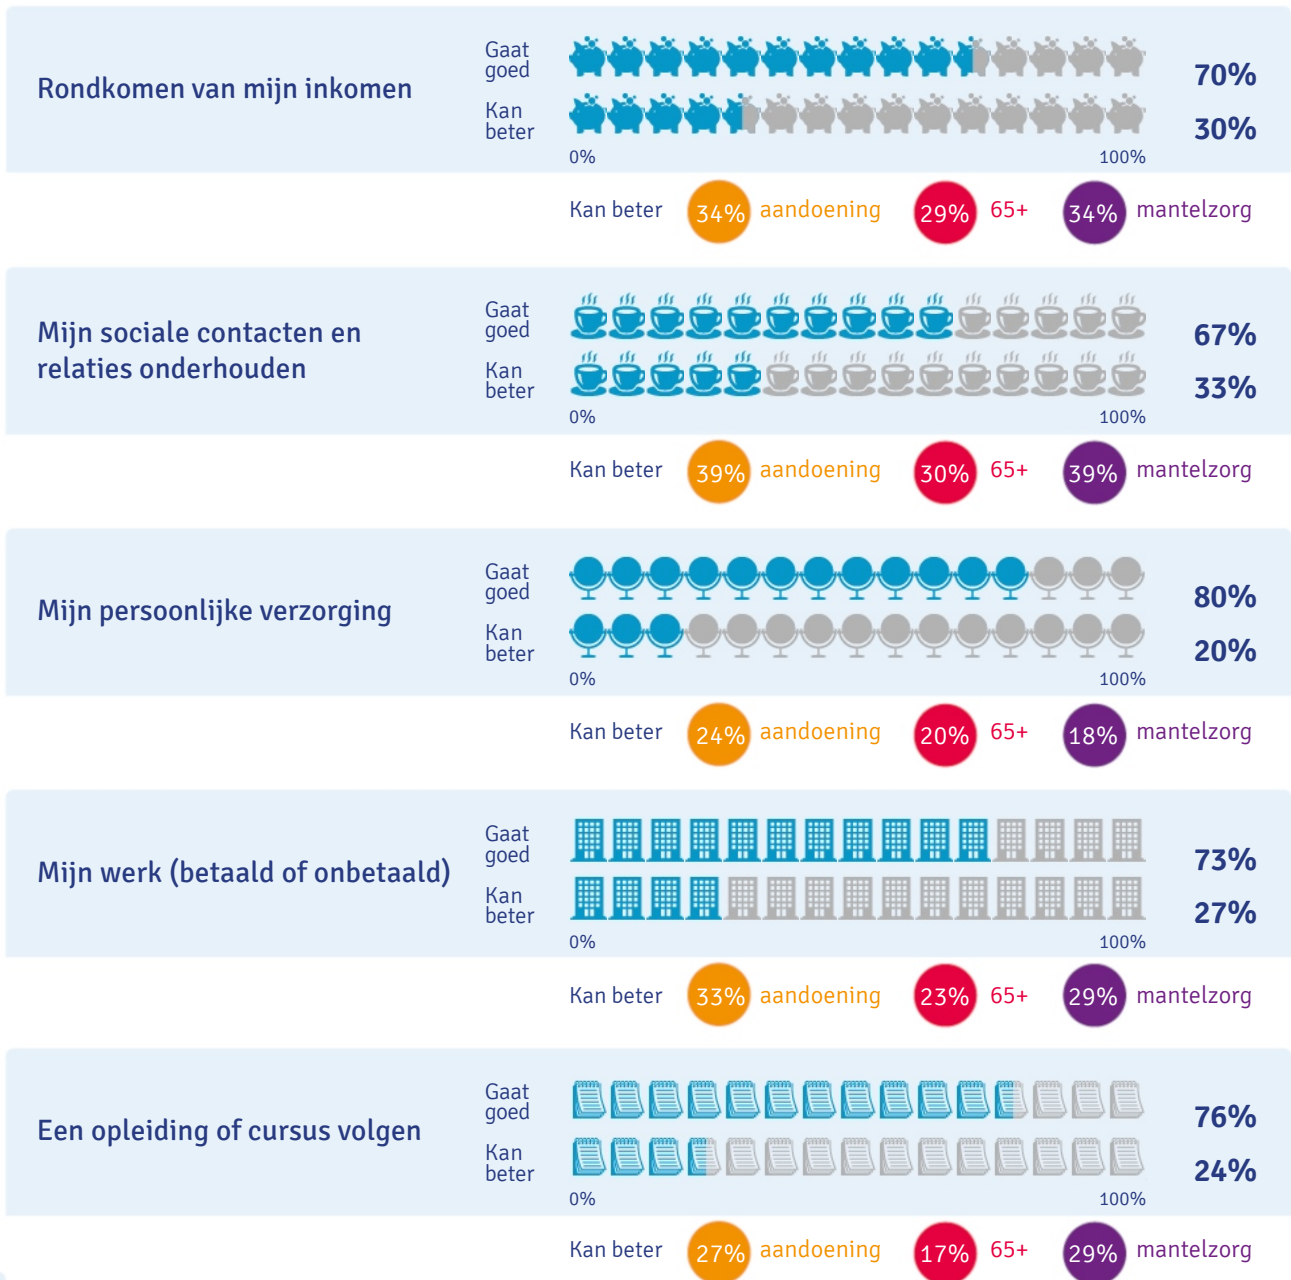 Rondkomen van mijn inkomen
Gaat
goed
70%
Kan
beter
30%
0% 100%
Kan beter 34% aandoening 29% 65+ 34% mantelzorg
Mijn sociale contacten en
relaties onderhouden
Gaat
goed
67%
Kan
beter
33%
0% 100%
Kan beter 39% aandoening 30% 65+ 39% mantelzorg
Mijn persoonlijke verzorging
Gaat
goed
80%
Kan
beter
20%
0% 100%
Kan beter 24% aandoening 20% 65+ 18% mantelzorg
Mijn werk (betaald of onbetaald)
Gaat
goed
73%
Kan
beter
27%
0% 100%
Kan beter 33% aandoening 23% 65+ 29% mantelzorg
Een opleiding of cursus volgen
Gaat
goed
76%
Kan
beter
24%
0% 100%
Kan beter 27% aandoening 17% 65+ 29% mantelzorg